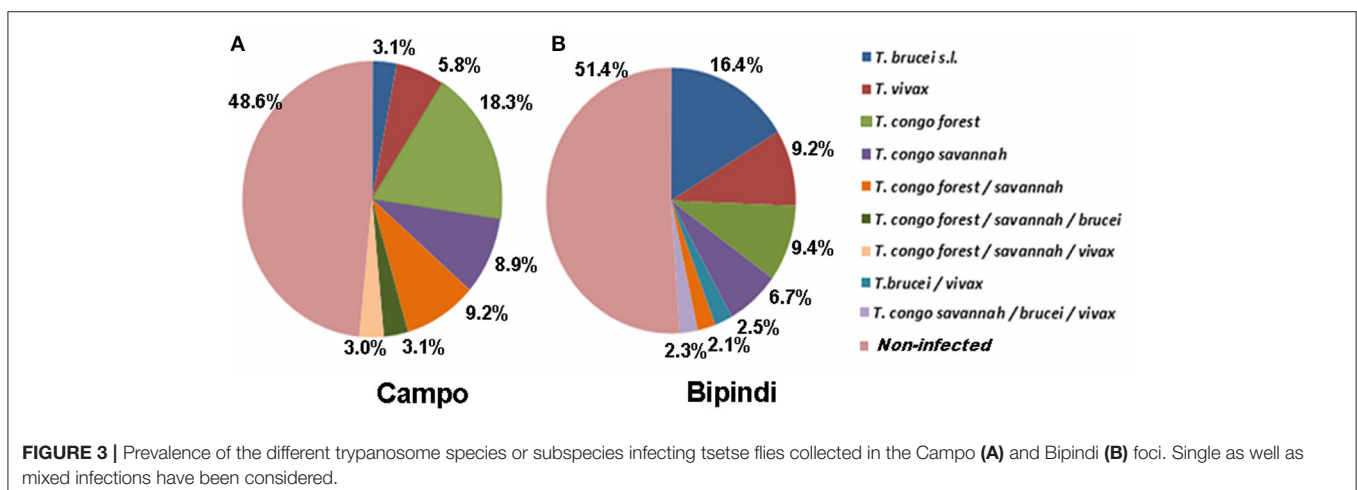 A
3.1%
5.8%
18.3%
48.6%
8.9%
9.2%
3.1%
3.0%
Campo
B
51.4%
16.4%
9.2%
9.4%
6.7%
2.5%
2.1%
2.3%
Bipindi
T. brucei s.l.
T. vivax
T. congo forest
T. congo savannah
T. congo forest / savannah
T. congo forest / savannah / brucei
T. congo forest / savannah / vivax
T.brucei / vivax
T. congo savannah / brucei / vivax
Non-infected
FIGURE 3 | Prevalence of the different trypanosome species or subspecies infecting tsetse flies collected in the Campo (A) and Bipindi (B) foci. Single as well as
mixed infections have been considered.